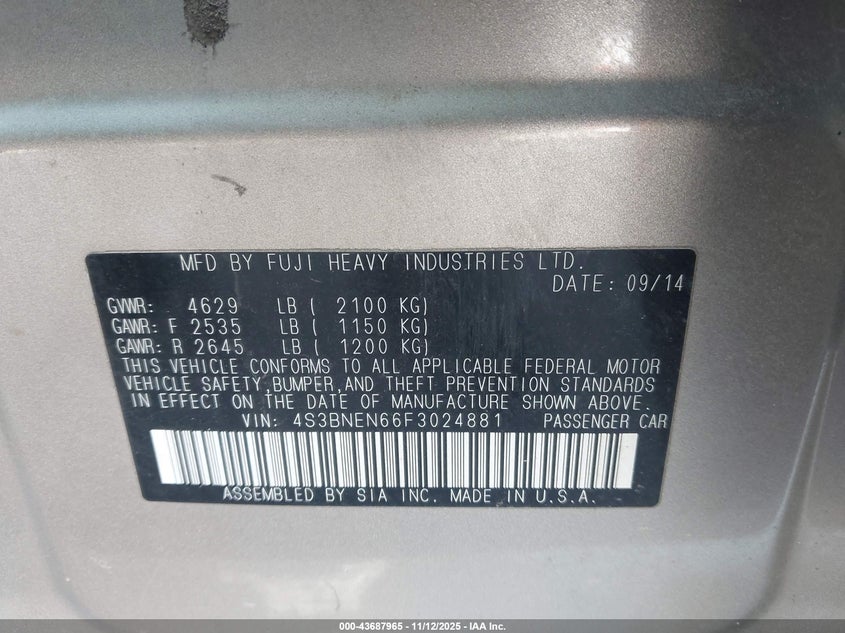 MFD BY FUJI HEAVY INDUSTRIES LTD.
DATE: 09/14
GVWR: 4629 LB ( 2100 KG)
GAWR: F 2535 LB ( 1150 KG)
GAWR: R 2645 LB ( 1200 KG)
THIS VEHICLE CONFORMS TO ALL APPLICABLE FEDERAL MOTOR
VEHICLE SAFETY, BUMPER, AND THEFT PREVENTION STANDARDS
IN EFFECT ON THE DATE OF MANUFACTURE SHOWN ABOVE.
VIN: 4S3BNEN66F3024881 PASSENGER CAR
ASSEMBLED BY SIA INC. MADE IN U.S.A.
000-43687965 - 11/12/2025 - IAA Inc.